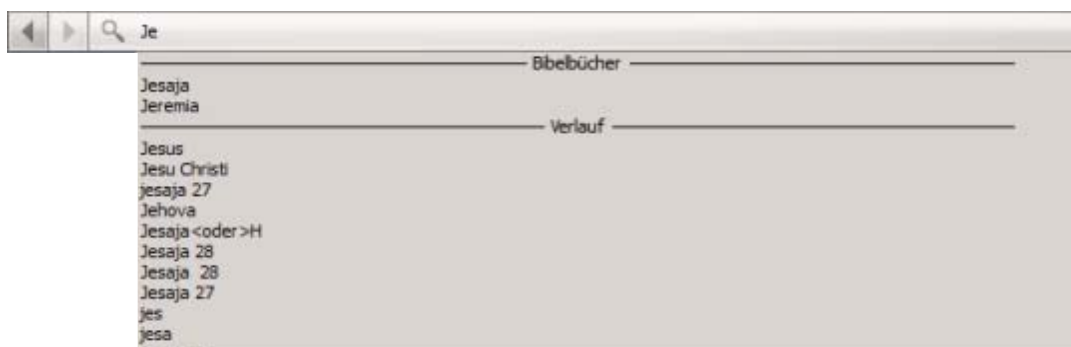 Je
Bibelbücher
Jesaja
Jeremia
Verlauf
Jesus
Jesu Christi
jesaja 27
Jehova
Jesaja<oder>H
Jesaja 28
Jesaja  28
Jesaja 27
jes
jesa